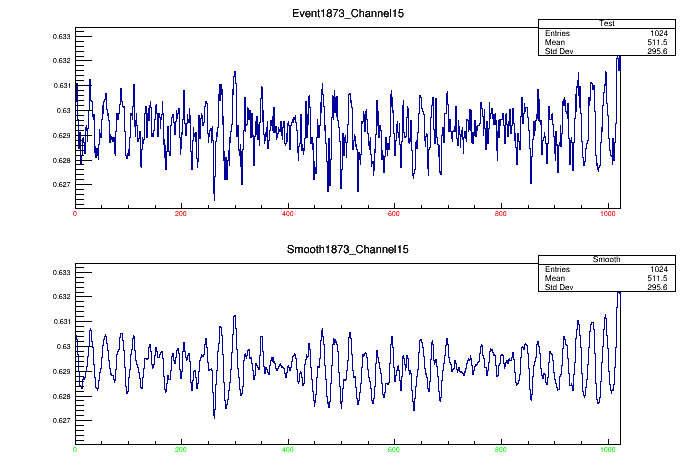 Event1873_Channel15
Test
Entries 1024
Mean 511.5
Std Dev 295.6
0.633
0.632
0.631
0.63
0.629
0.628
0.627
0 200 400 600 800 1000
Smooth1873_Channel15
Smooth
Entries 1024
Mean 511.5
Std Dev 295.6
0.633
0.632
0.631
0.63
0.629
0.628
0.627
0 200 400 600 800 1000